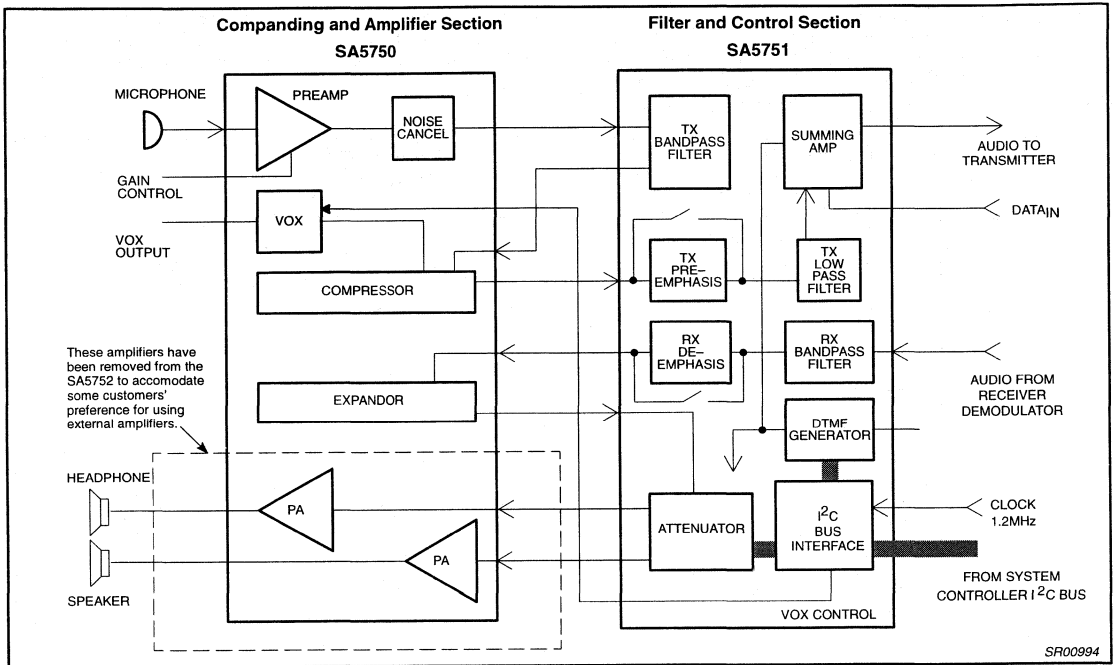 Companding and Amplifier Section
SA5750
Filter and Control Section
SA5751
MICROPHONE
PREAMP
NOISE
CANCEL
TX
BANDPASS
FILTER
SUMMING
AMP
AUDIO TO
TRANSMITTER
GAIN
CONTROL
VOX
VOX
OUTPUT
DATAIN
TX
PRE–
EMPHASIS
TX
LOW
PASS
FILTER
COMPRESSOR
These amplifiers have
been removed from the
SA5752 to accomodate
some customers'
preference for using
external amplifiers.
RX
DE–
EMPHASIS
RX
BANDPASS
FILTER
AUDIO FROM
RECEIVER
DEMODULATOR
EXPANDOR
DTMF
GENERATOR
HEADPHONE
PA
ATTENUATOR
I2C
BUS
INTERFACE
CLOCK
1.2MHz
PA
SPEAKER
FROM SYSTEM
CONTROLLER I2C BUS
VOX CONTROL
SR00994